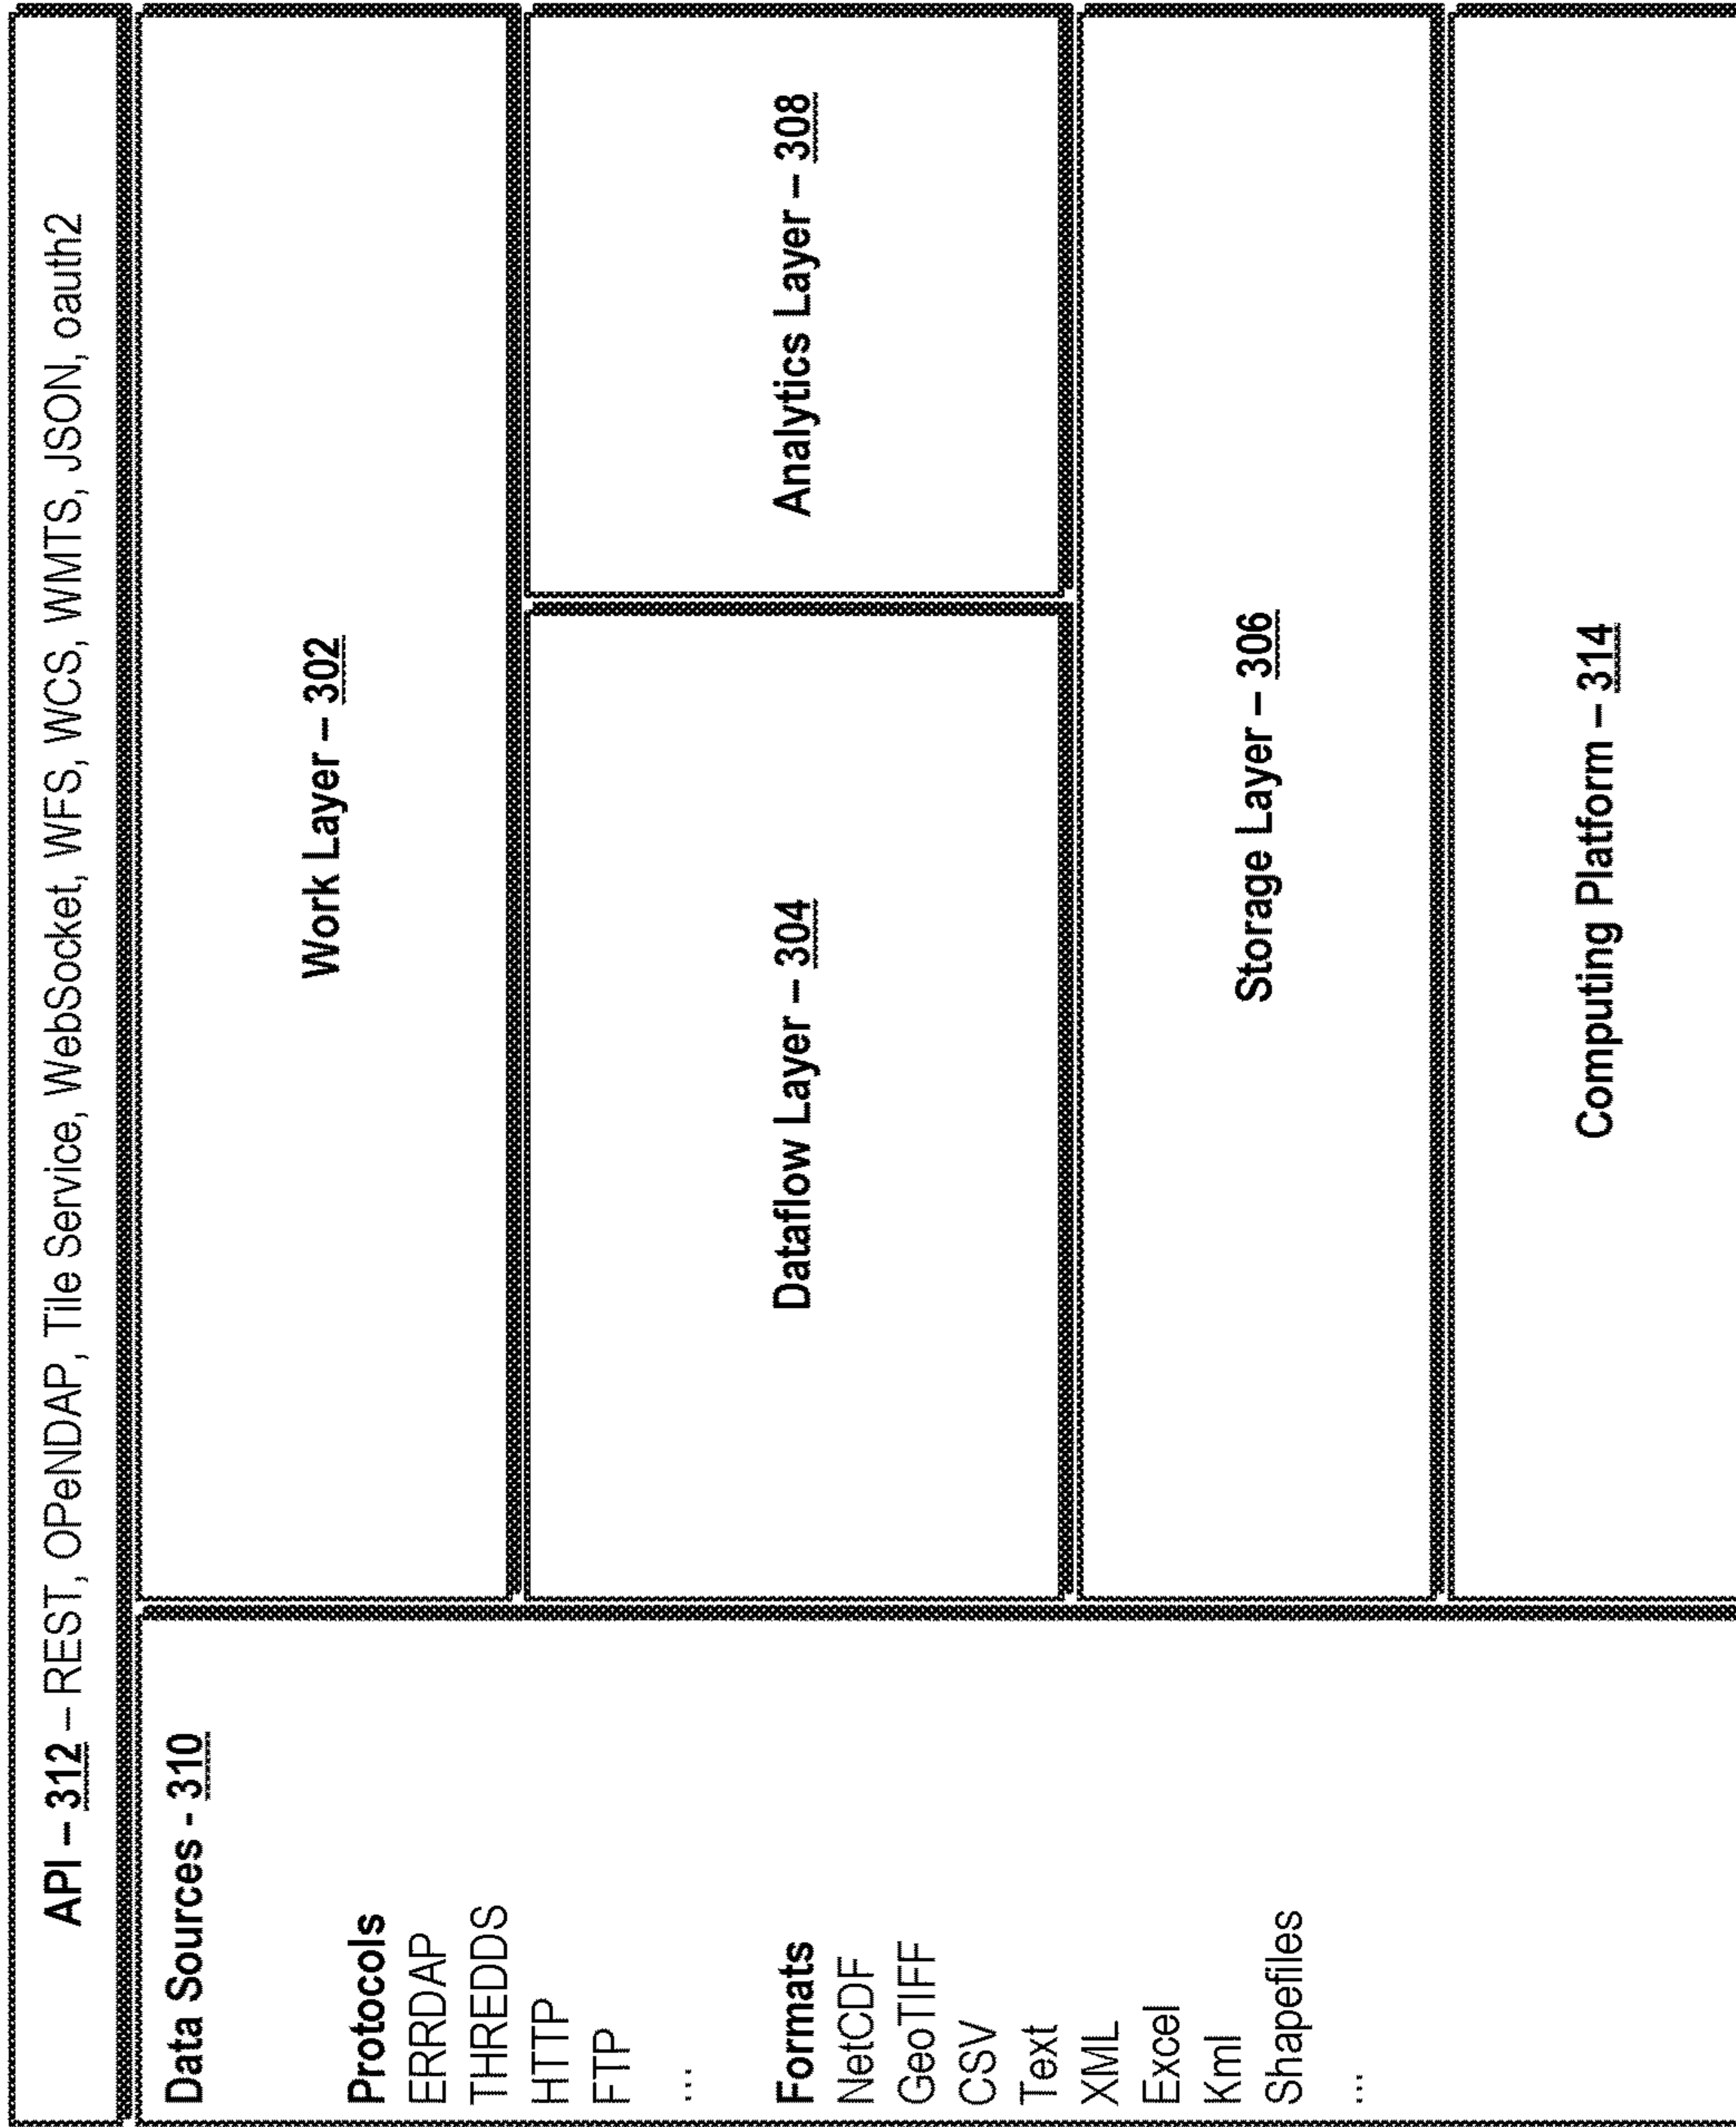 API – 312 – REST, OPeNDAP, Tile Service, WebSocket, WFS, WCS, WMTS, JSON, oauth2
Data Sources - 310
Protocols
ERRDAP
THREDDS
HTTP
FTP
...
Formats
NetCDF
GeoTIFF
CSV
Text
XML
Excel
Kml
Shapefiles
...
Work Layer – 302
Dataflow Layer – 304
Analytics Layer – 308
Storage Layer – 306
Computing Platform – 314